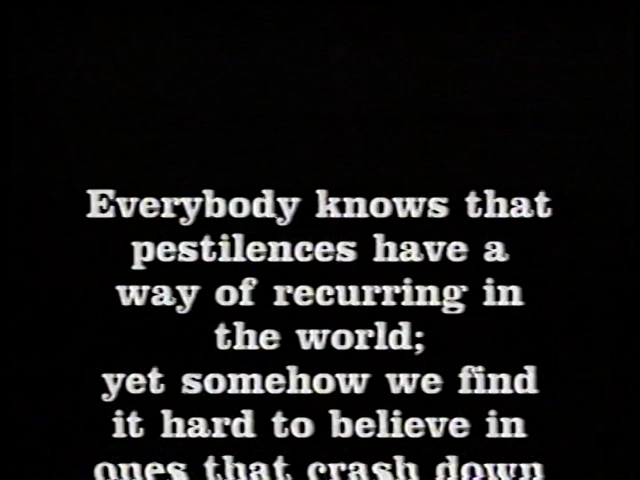 Everybody knows that
pestilences have a
way of recurring in
the world;
yet somehow we find
it hard to believe in
ones that crash down